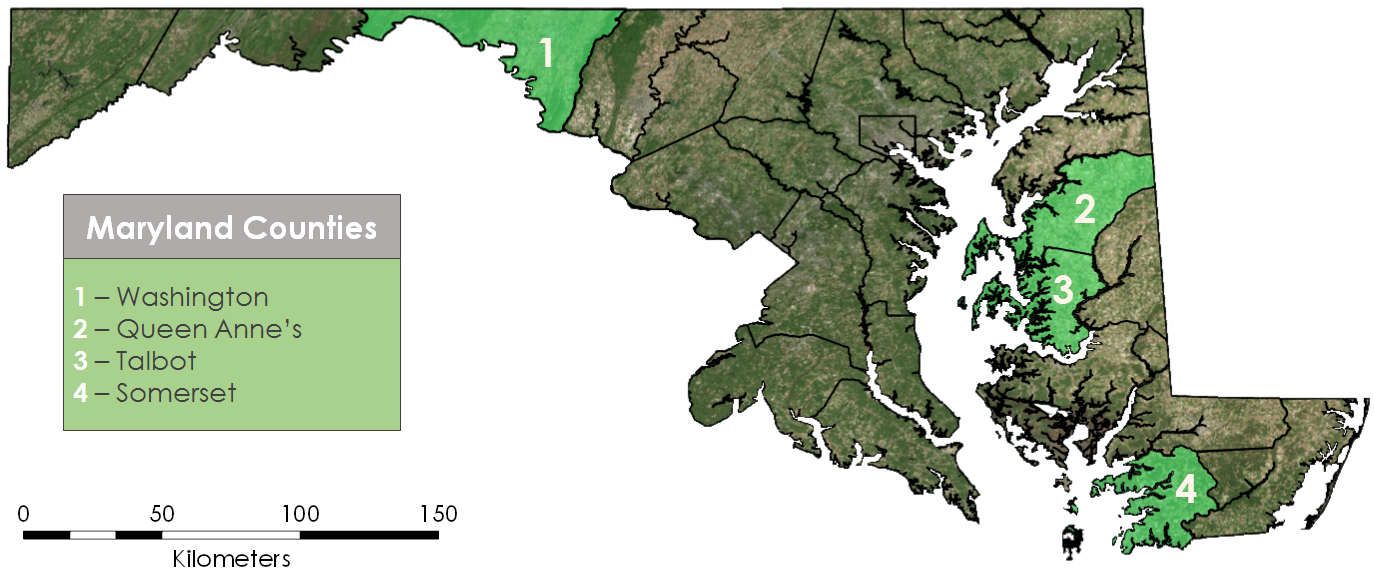 1
2
3
4
Maryland Counties
1 – Washington
2 – Queen Anne’s
3 – Talbot
4 – Somerset
0 50 100 150
Kilometers